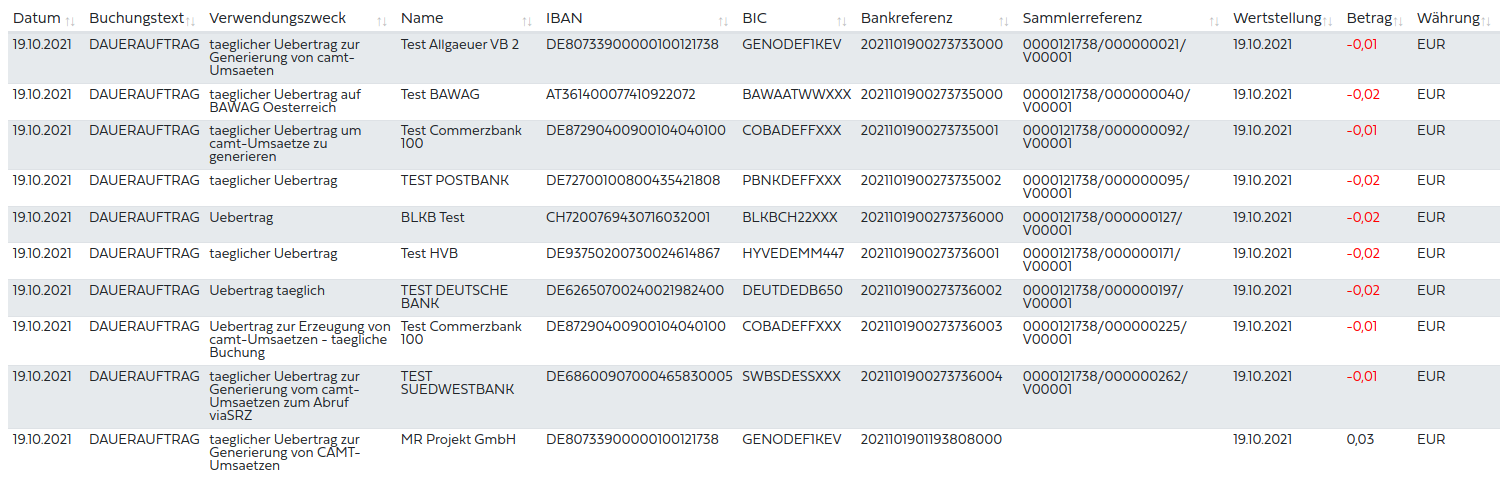 Datum Buchungstext Verwendungszweck Name IBAN BIC Bankreferenz Sammlerreferenz Wertstellung Betrag Währung
19.10.2021 DAUERAUFTRAG taeglicher Uebertrag zur Test Allgaeuer VB 2 DE80733900000100121738 GENODEF1KEV 2021101900273733000 0000121738/000000021/ 19.10.2021 -0,01 EUR
Generierung von camt- V00001
Umsaeten
19.10.2021 DAUERAUFTRAG taeglicher Uebertrag auf Test BAWAG AT361400077410922072 BAWAATWWXXX 2021101900273735000 0000121738/000000040/ 19.10.2021 -0,02 EUR
BAWAG Oesterreich V00001
19.10.2021 DAUERAUFTRAG taeglicher Uebertrag um Test Commerzbank DE87290400900104040100 COBADEFFXXX 2021101900273735001 0000121738/000000092/ 19.10.2021 -0,01 EUR
camt-Umsaetze zu 100 V00001
generieren
19.10.2021 DAUERAUFTRAG taeglicher Uebertrag TEST POSTBANK DE72700100800435421808 PBNKDEFFXXX 2021101900273735002 0000121738/000000095/ 19.10.2021 -0,02 EUR
V00001
19.10.2021 DAUERAUFTRAG Uebertrag BLKB Test CH7200769430716032001 BLKBCH22XXX 2021101900273736000 0000121738/000000127/ 19.10.2021 -0,02 EUR
V00001
19.10.2021 DAUERAUFTRAG taeglicher Uebertrag Test HVB DE93750200730024614867 HYVEDEMM447 2021101900273736001 0000121738/000000171/ 19.10.2021 -0,02 EUR
V00001
19.10.2021 DAUERAUFTRAG Uebertrag taeglich TEST DEUTSCHE DE62650700240021982400 DEUTDEDB650 2021101900273736002 0000121738/000000197/ 19.10.2021 -0,02 EUR
BANK V00001
19.10.2021 DAUERAUFTRAG Uebertrag zur Erzeugung von Test Commerzbank DE87290400900104040100 COBADEFFXXX 2021101900273736003 0000121738/000000225/ 19.10.2021 -0,01 EUR
camt-Umsaetzen - taegliche 100 V00001
Buchung
19.10.2021 DAUERAUFTRAG taeglicher Uebertrag zur TEST DE68600907000465830005 SWBSDESSXXX 2021101900273736004 0000121738/000000262/ 19.10.2021 -0,01 EUR
Generierung vom camt- SUEDWESTBANK V00001
Umsaetzen zum Abruf
viaSRZ
19.10.2021 DAUERAUFTRAG taeglicher Uebertrag zur MR Projekt GmbH DE80733900000100121738 GENODEF1KEV 2021101901193808000 19.10.2021 0,03 EUR
Generierung von CAMT-
Umsaetzen